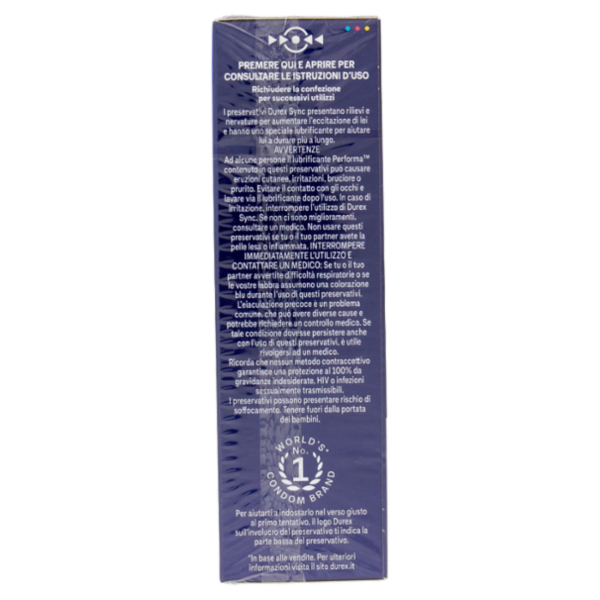 PREMERE QUI E APRIRE PER
CONSULTARE LE ISTRUZIONI D'USO
Richiudere la confezione
per successivi utilizzi
I preservativi Durex Sync presentano rilievi e
nervature per aumentare l'eccitazione di lei
e hanno uno speciale lubrificante per aiutare
lui a durare più a lungo.
AVVERTENZE
Ad alcune persone il lubrificante Performa™
contenuto in questi preservativi può causare
eruzioni cutanee, irritazioni, bruciore o
prurito. Evitare il contatto con gli occhi e
lavare via il lubrificante dopo l'uso. In caso di
irritazione, interrompere l'utilizzo di Durex
Sync. Se non ci sono miglioramenti,
consultare un medico. Non usare questi
preservativi se tu o il tuo partner avete la
pelle lesa o infiammata. INTERROMPERE
IMMEDIATAMENTE L'UTILIZZO E
CONTATTARE UN MEDICO: Se tu o il tuo
partner avvertite difficoltà respiratorie o se
le vostre labbra assumono una colorazione
blu durante l'uso di questi preservativi.
L'eiaculazione precoce è un problema
comune, che può avere diverse cause e
potrebbe richiedere un controllo medico. Se
tale condizione dovesse persistere anche
con l'uso di questi preservativi, è utile
rivolgersi ad un medico.
Ricorda che nessun metodo contraccettivo
garantisce una protezione al 100% da
gravidanze indesiderate, HIV o infezioni
sessualmente trasmissibili.
I preservativi possono presentare rischio di
soffocamento. Tenere fuori dalla portata
dei bambini.
WORLD'S*
No.
1
CONDOM BRAND
Per aiutarti a indossarlo nel verso giusto
al primo tentativo, il logo Durex
sull'involucro del preservativo ti indica la
parte bassa del preservativo.
*In base alle vendite. Per ulteriori
informazioni visita il sito durex.it